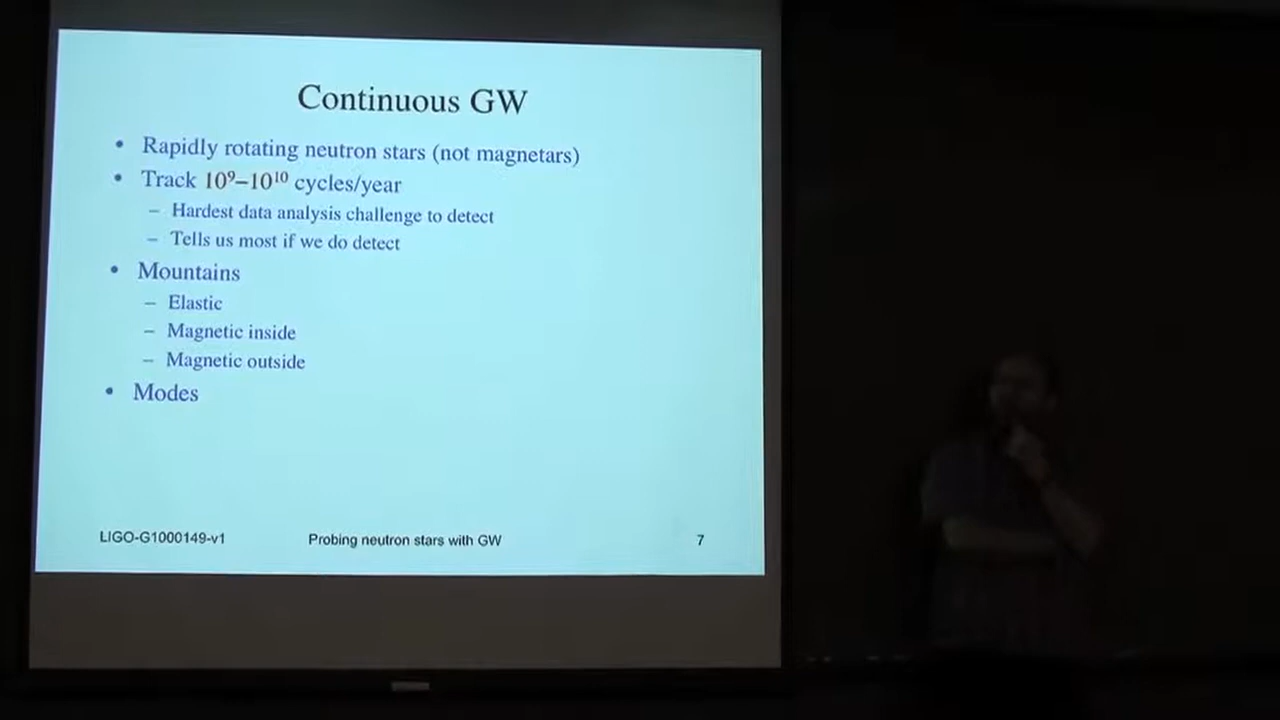 Continuous GW
• Rapidly rotating neutron stars (not magnetars)
• Track 10⁹–10¹⁰ cycles/year
– Hardest data analysis challenge to detect
– Tells us most if we do detect
• Mountains
– Elastic
– Magnetic inside
– Magnetic outside
• Modes
LIGO-G1000149-v1 Probing neutron stars with GW 7